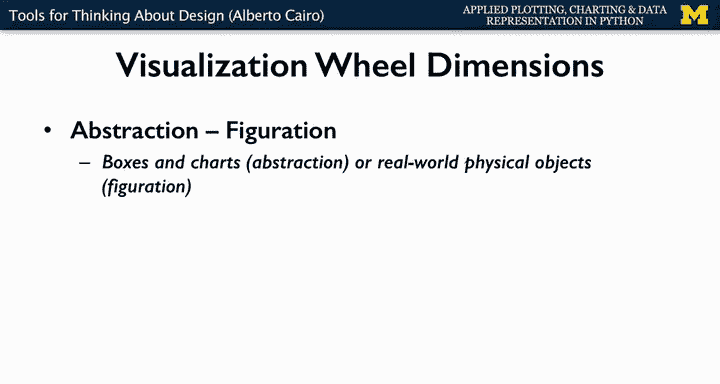 Tools for Thinking About Design (Alberto Cairo)
APPLIED PLOTTING, CHARTING & DATA
REPRESENTATION IN PYTHON
M
Visualization Wheel Dimensions
• Abstraction – Figuration
– Boxes and charts (abstraction) or real-world physical objects
(figuration)